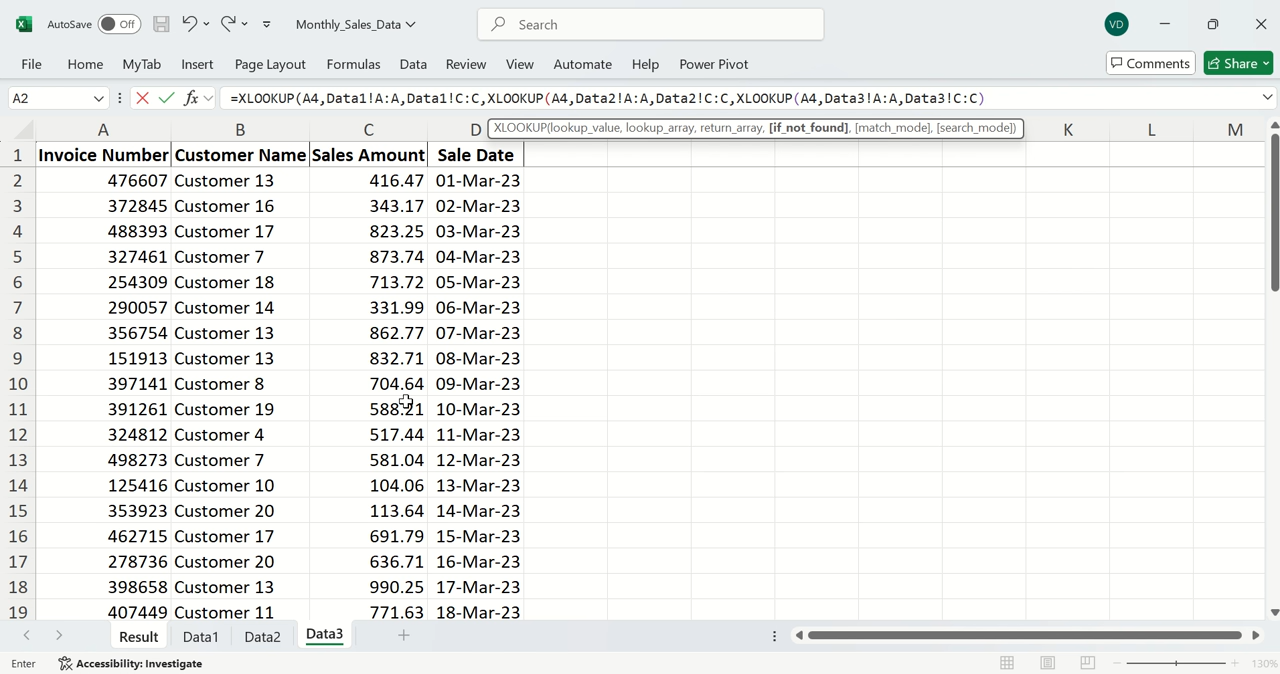 AutoSave Off Monthly_Sales_Data Search VD
File Home MyTab Insert Page Layout Formulas Data Review View Automate Help Power Pivot Comments Share
A2 fx =XLOOKUP(A4,Data1!A:A,Data1!C:C,XLOOKUP(A4,Data2!A:A,Data2!C:C,XLOOKUP(A4,Data3!A:A,Data3!C:C)
XLOOKUP(lookup_value, lookup_array, return_array, [if_not_found], [match_mode], [search_mode])
A B C D K L M
1 Invoice Number Customer Name Sales Amount Sale Date
2 476607 Customer 13 416.47 01-Mar-23
3 372845 Customer 16 343.17 02-Mar-23
4 488393 Customer 17 823.25 03-Mar-23
5 327461 Customer 7 873.74 04-Mar-23
6 254309 Customer 18 713.72 05-Mar-23
7 290057 Customer 14 331.99 06-Mar-23
8 356754 Customer 13 862.77 07-Mar-23
9 151913 Customer 13 832.71 08-Mar-23
10 397141 Customer 8 704.64 09-Mar-23
11 391261 Customer 19 588.21 10-Mar-23
12 324812 Customer 4 517.44 11-Mar-23
13 498273 Customer 7 581.04 12-Mar-23
14 125416 Customer 10 104.06 13-Mar-23
15 353923 Customer 20 113.64 14-Mar-23
16 462715 Customer 17 691.79 15-Mar-23
17 278736 Customer 20 636.71 16-Mar-23
18 398658 Customer 13 990.25 17-Mar-23
19 407449 Customer 11 771.63 18-Mar-23
Result Data1 Data2 Data3
Enter Accessibility: Investigate 130%